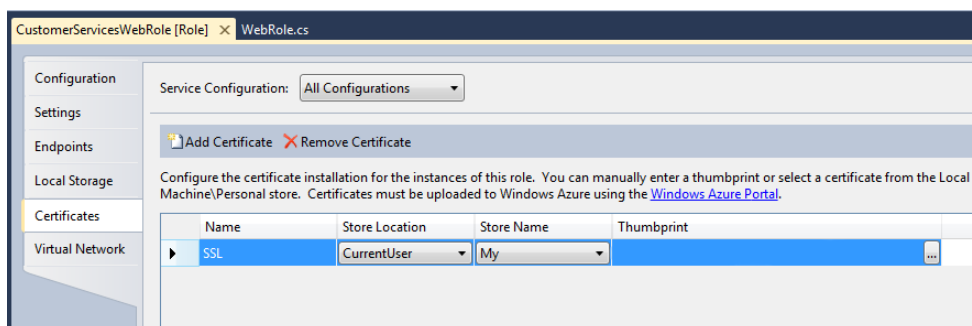 CustomerServicesWebRole [Role] WebRole.cs
Configuration
Settings
Endpoints
Local Storage
Certificates
Virtual Network
Service Configuration: All Configurations
Add Certificate Remove Certificate
Configure the certificate installation for the instances of this role. You can manually enter a thumbprint or select a certificate from the Local
Machine\Personal store. Certificates must be uploaded to Windows Azure using the Windows Azure Portal.
Name Store Location Store Name Thumbprint
SSL CurrentUser My ...